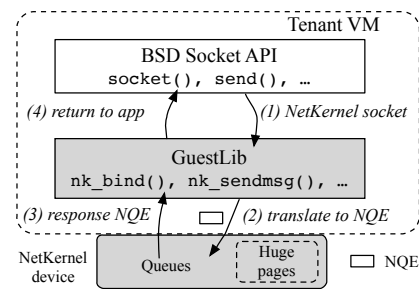 Tenant VM
BSD Socket API
socket(), send(), …
(4) return to app
(1) NetKernel socket
GuestLib
nk_bind(), nk_sendmsg(), …
(3) response NQE
(2) translate to NQE
NetKernel
device
Queues
Huge
pages
NQE